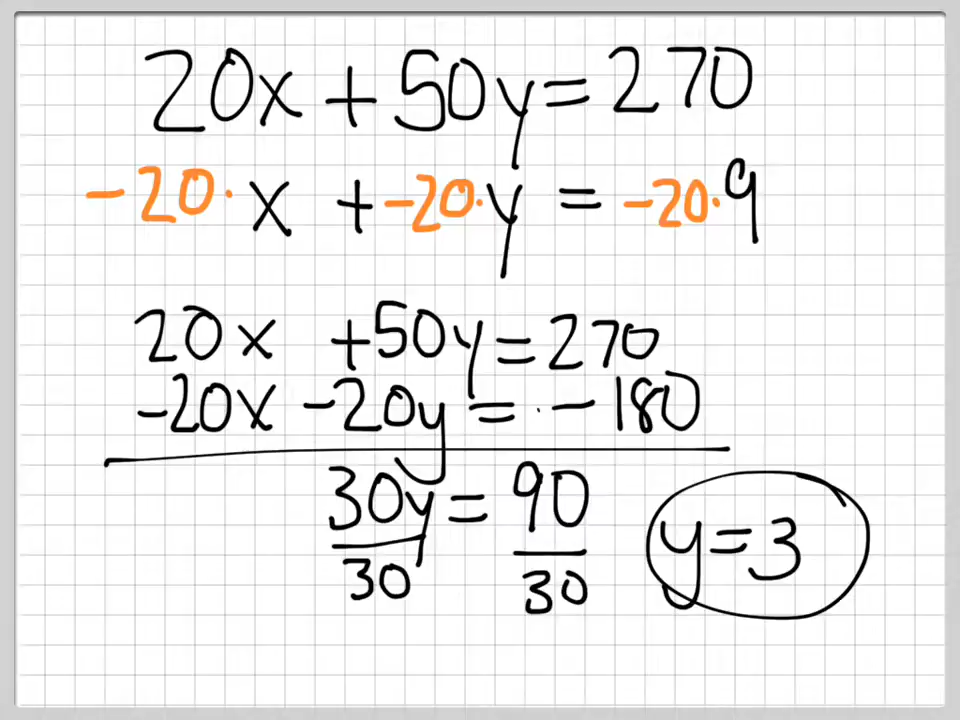 20x + 50y = 270
-20·x + -20·y = -20·9
20x + 50y = 270
-20x - 20y = -180
30y = 90
30 30
y = 3